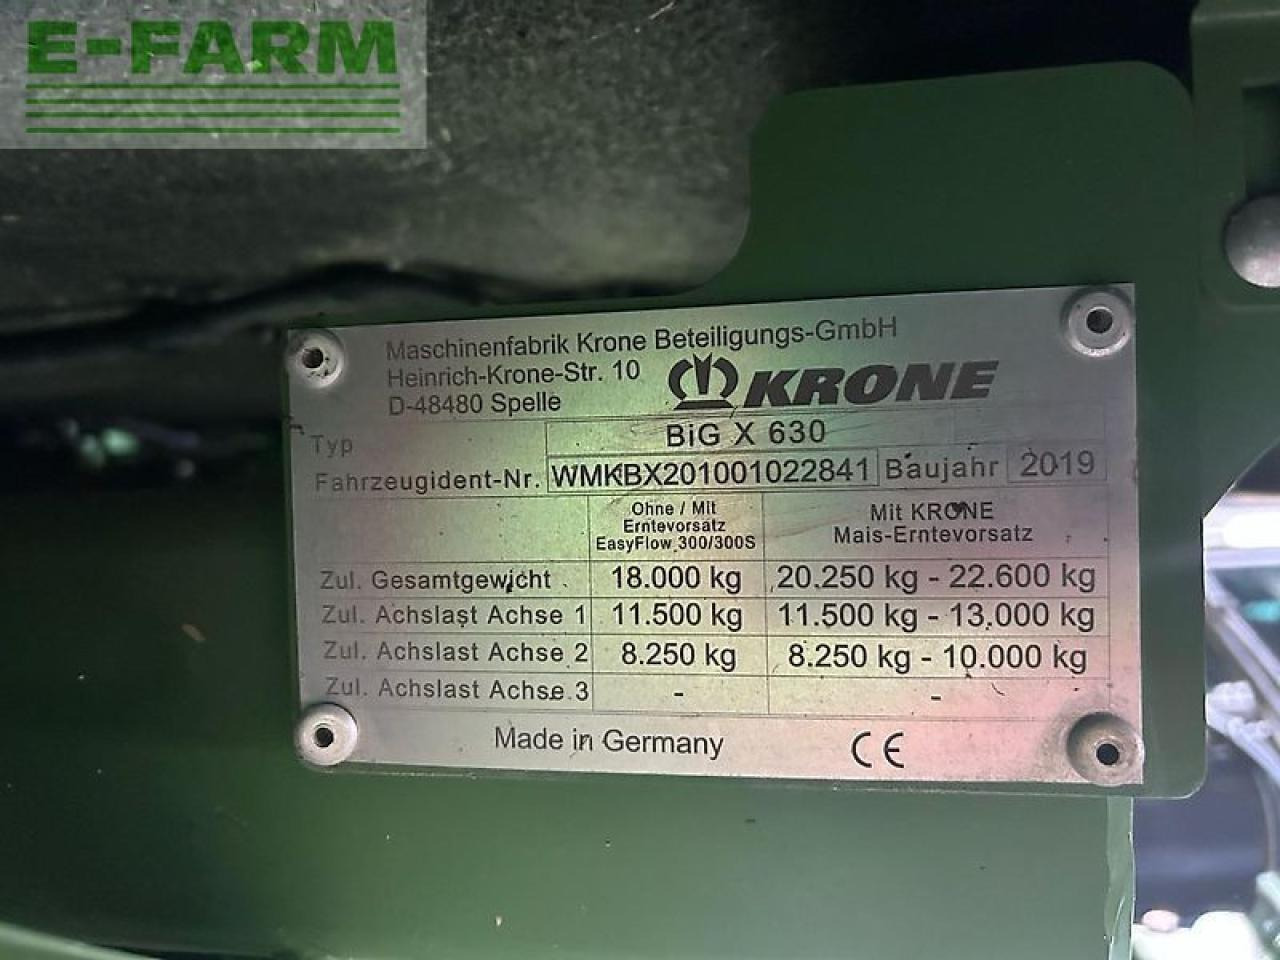 E-FARM
Maschinenfabrik Krone Beteiligungs-GmbH
Heinrich-Krone-Str. 10
D-48480 Spelle
KRONE
Typ BiG X 630
Fahrzeugident-Nr. WMKBX201001022841 Baujahr 2019
Ohne / Mit
Erntevorsatz
EasyFlow 300/300S
Mit KRONE
Mais-Erntevorsatz
Zul. Gesamtgewicht 18.000 kg 20.250 kg - 22.600 kg
Zul. Achslast Achse 1 11.500 kg 11.500 kg - 13.000 kg
Zul. Achslast Achse 2 8.250 kg 8.250 kg - 10.000 kg
Zul. Achslast Achse 3 - -
Made in Germany CE